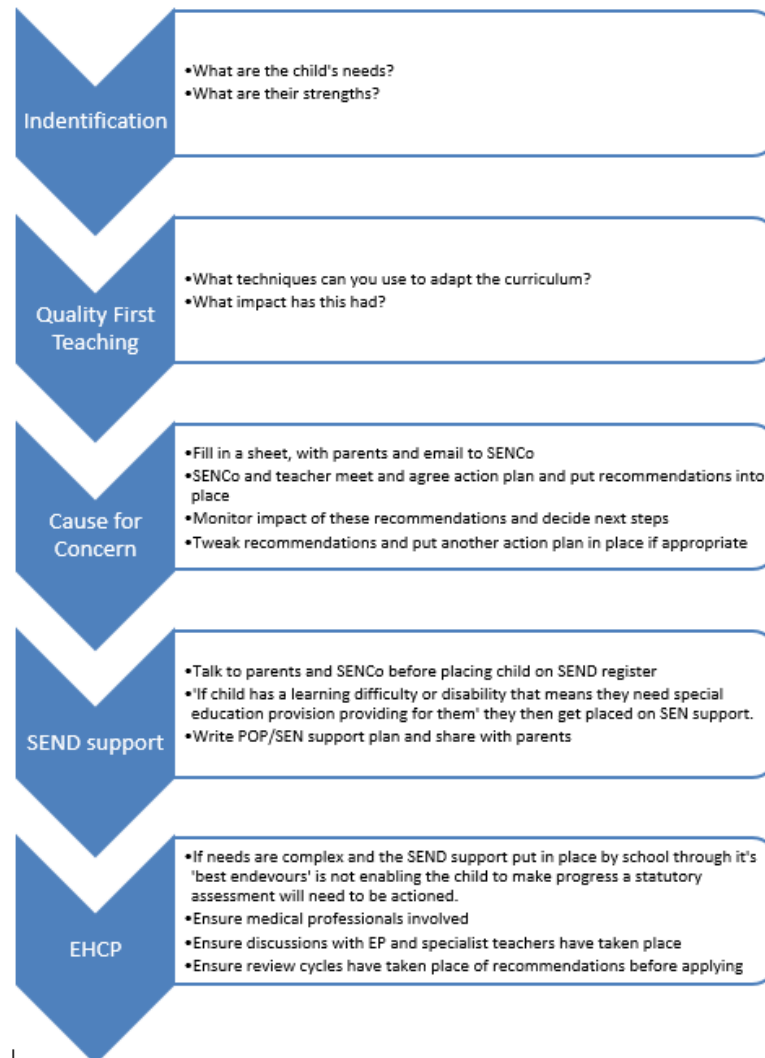 Indentification
•What are the child's needs?
•What are their strengths?
Quality First
Teaching
•What techniques can you use to adapt the curriculum?
•What impact has this had?
Cause for
Concern
•Fill in a sheet, with parents and email to SENCo
•SENCo and teacher meet and agree action plan and put recommendations into
place
•Monitor impact of these recommendations and decide next steps
•Tweak recommendations and put another action plan in place if appropriate
SEND support
•Talk to parents and SENCo before placing child on SEND register
•'If child has a learning difficulty or disability that means they need special
education provision providing for them' they then get placed on SEN support.
•Write POP/SEN support plan and share with parents
EHCP
•If needs are complex and the SEND support put in place by school through it's
'best endevours' is not enabling the child to make progress a statutory
assessment will need to be actioned.
•Ensure medical professionals involved
•Ensure discussions with EP and specialist teachers have taken place
•Ensure review cycles have taken place of recommendations before applying